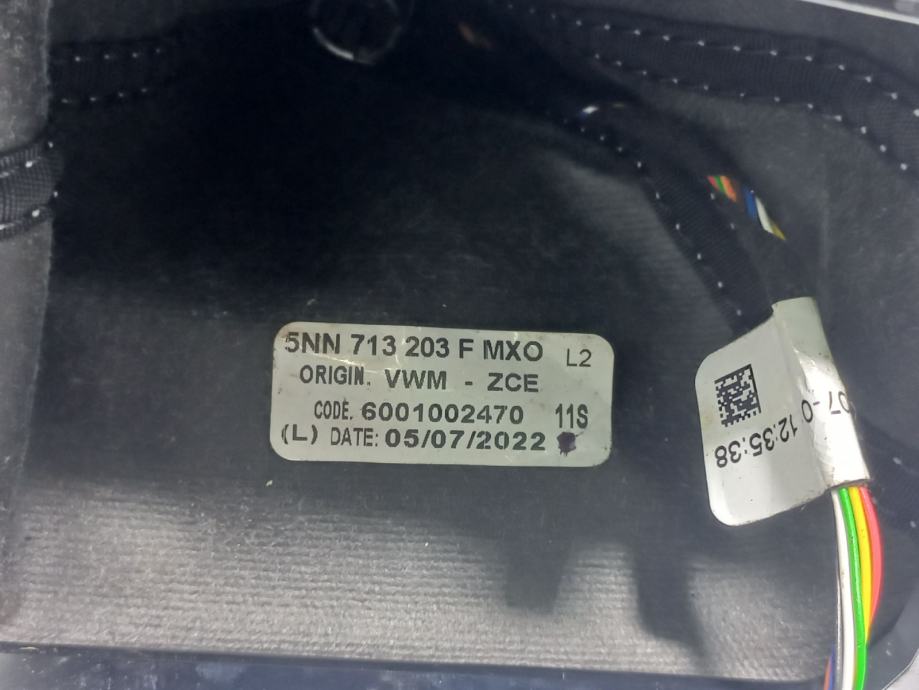 5NN 713 203 F MXO L2
ORIGIN. VWM - ZCE
CODE. 6001002470 11S
(L) DATE: 05/07/2022
12:35:38